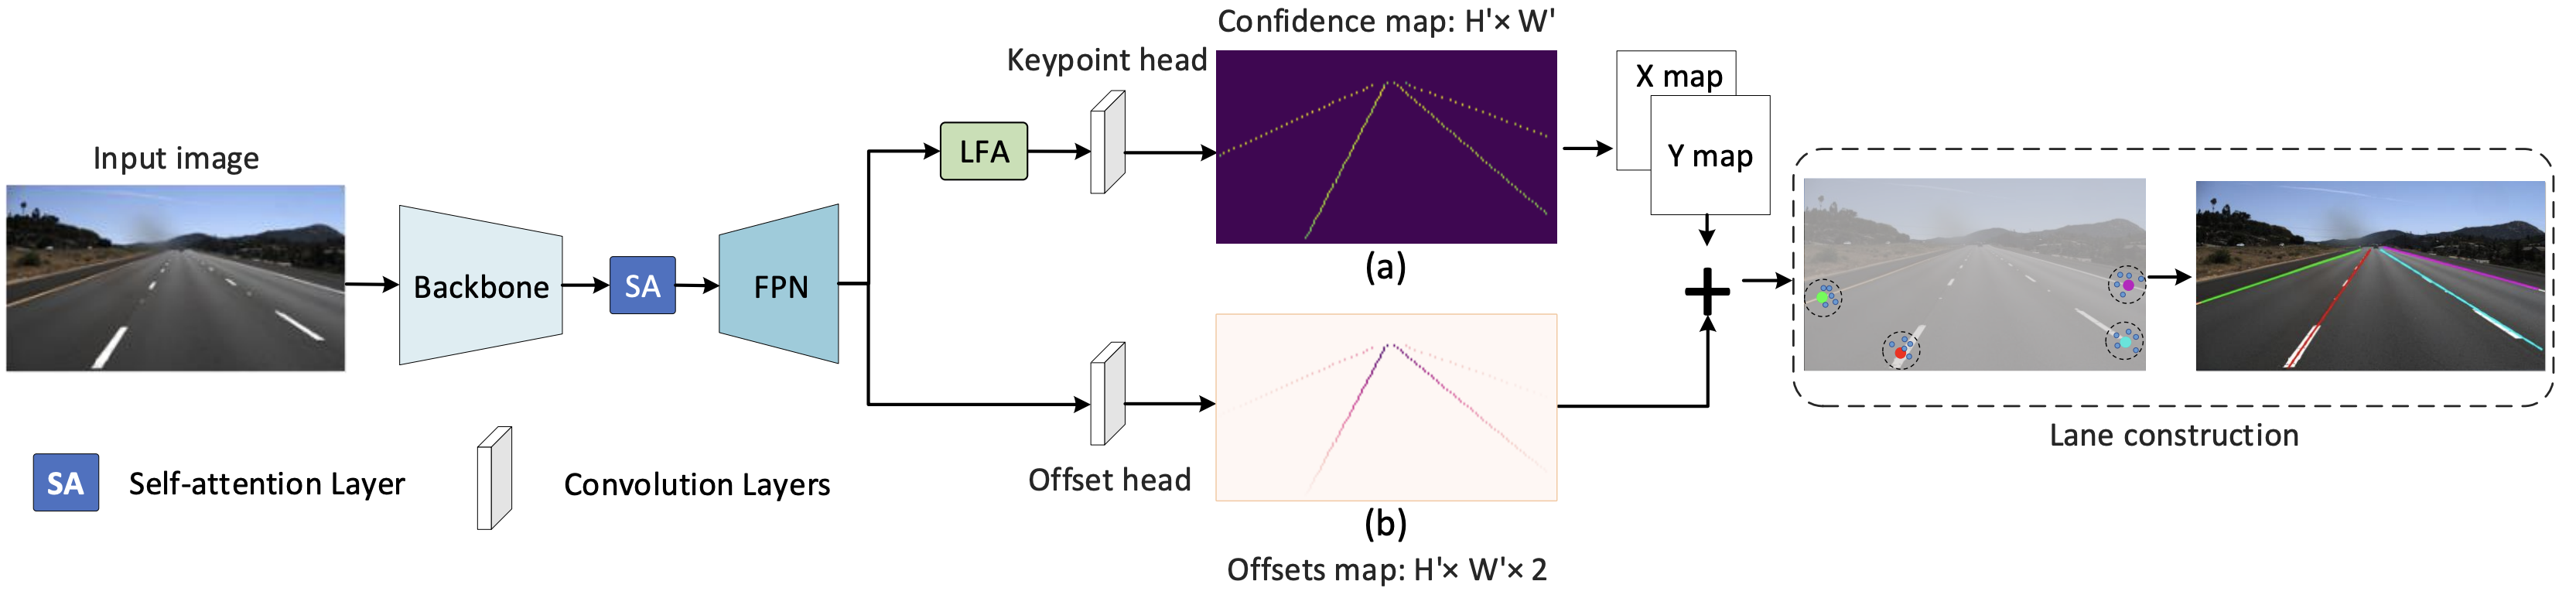 Input image
Backbone
SA
FPN
LFA
Keypoint head
Confidence map: H'× W'
(a)
X map
Y map
+
Offset head
(b)
Offsets map: H'× W'× 2
Lane construction
SA Self-attention Layer
Convolution Layers